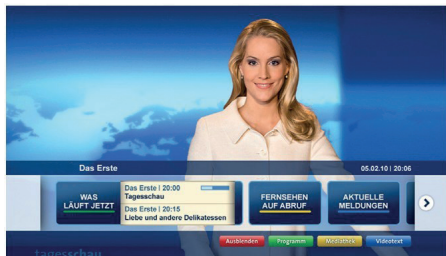 Das Erste
05.02.10 | 20:06
WAS
LÄUFT JETZT
Das Erste | 20:00
Tagesschau
Das Erste | 20:15
Liebe und andere Delikatessen
FERNSEHEN
AUF ABRUF
AKTUELLE
MELDUNGEN
Ausblenden
Programm
Mediathek
Videotext
tagesschau